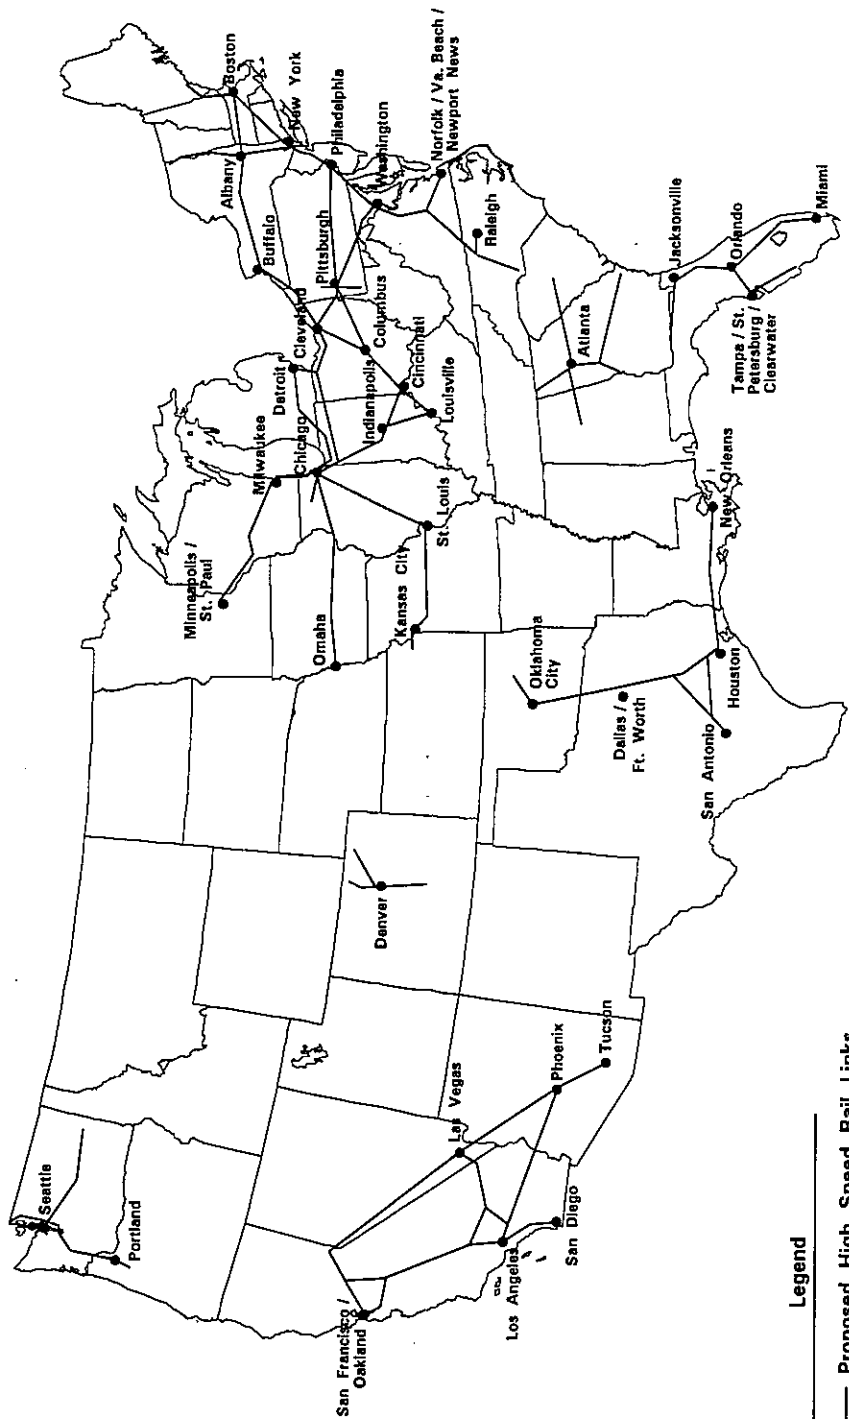 Seattle
Portland
San Francisco /
Oakland
Los Angeles
San Diego
Las Vegas
Phoenix
Tucson
Denver
Minneapolis /
St. Paul
Omaha
Kansas City
Oklahoma
City
Dallas /
Ft. Worth
San Antonio
Houston
New Orleans
St. Louis
Milwaukee
Chicago
Indianapolis
Louisville
Cincinnati
Columbus
Detroit
Cleveland
Pittsburgh
Buffalo
Albany
Boston
New York
Philadelphia
Washington
Norfolk / Va. Beach /
Newport News
Raleigh
Atlanta
Jacksonville
Orlando
Tampa / St.
Petersburg /
Clearwater
Miami
Legend
Proposed High Speed Rail Links